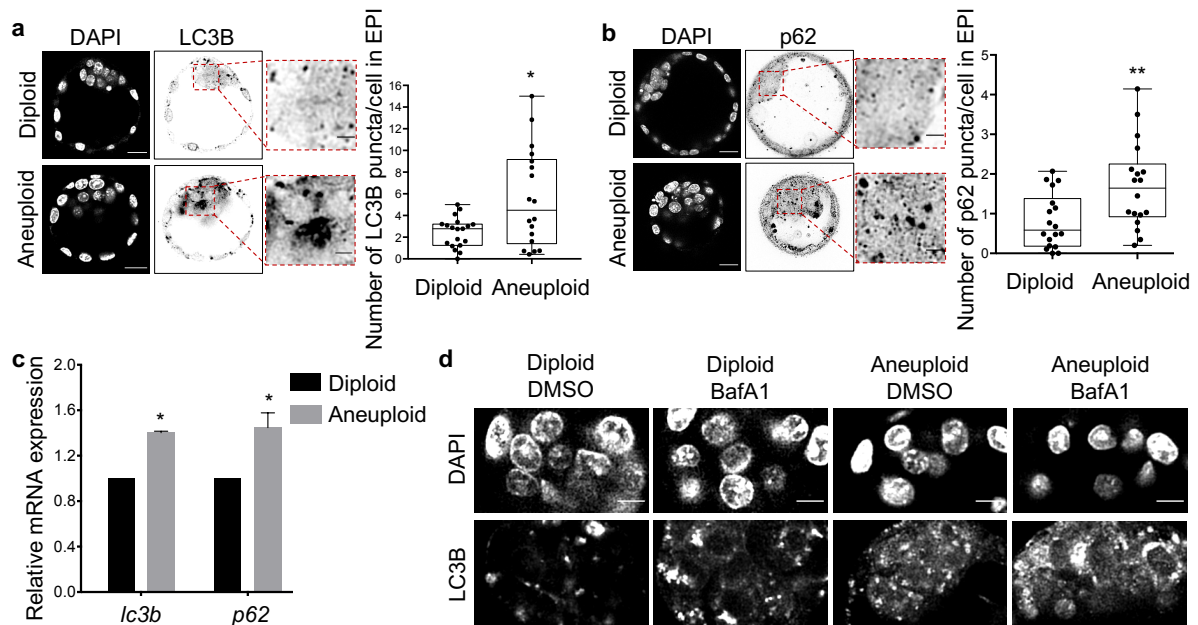 a
DAPI
LC3B
Diploid
Aneuploid
Number of LC3B puncta/cell in EPI
16
14
12
10
8
6
4
2
0
*
Diploid
Aneuploid
b
DAPI
p62
Diploid
Aneuploid
Number of p62 puncta/cell in EPI
5
4
3
2
1
0
**
Diploid
Aneuploid
c
Relative mRNA expression
2.0
1.6
1.2
0.8
0.4
0.0
*
*
lc3b
p62
Diploid
Aneuploid
d
Diploid
DMSO
Diploid
BafA1
Aneuploid
DMSO
Aneuploid
BafA1
DAPI
LC3B